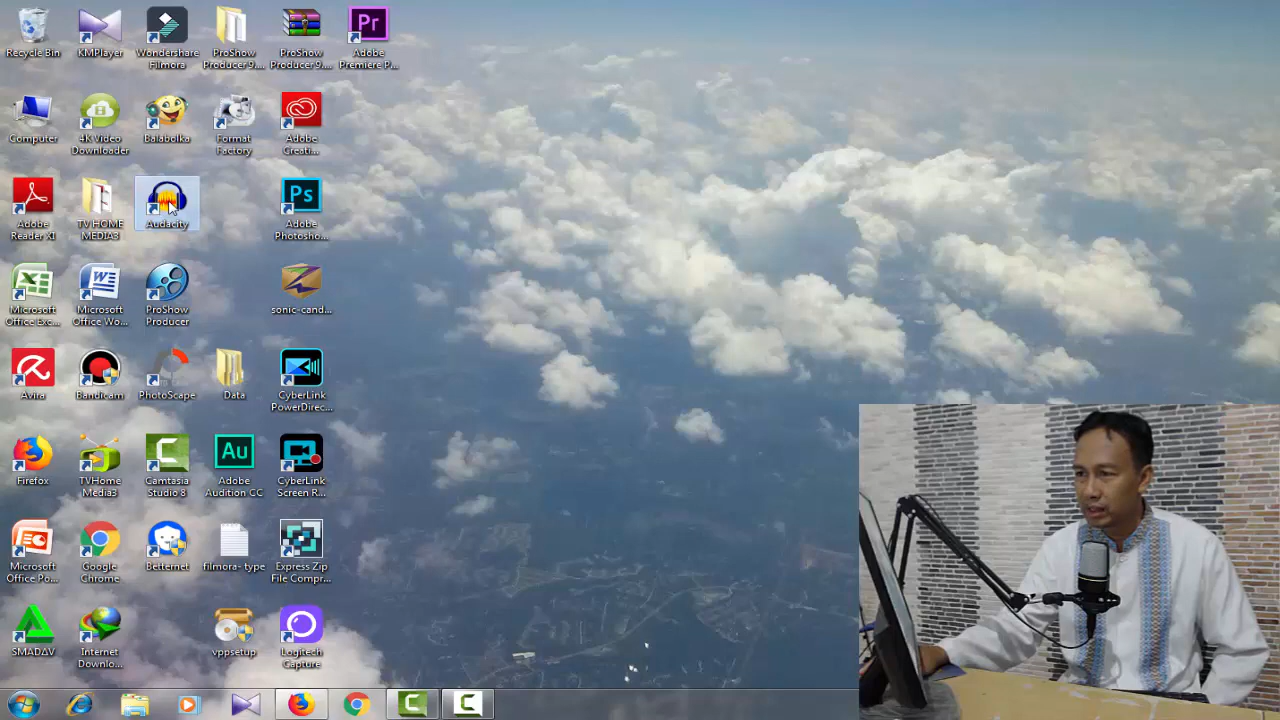 Recycle Bin
KMPlayer
Wondershare
Filmora
ProShow
Producer 9....
ProShow
Producer 9....
Pr
Adobe
Premiere P...
Computer
4K Video
Downloader
Balabolka
Format
Factory
Adobe
Creati...
Adobe
Reader XI
TV HOME
MEDIA3
Audacity
Ps
Adobe
Photosho...
Microsoft
Office Exc...
Microsoft
Office Wo...
ProShow
Producer
sonic-cand...
Avira
Bandicam
PhotoScape
Data
CyberLink
PowerDirec...
Firefox
TVHome
Media3
Camtasia
Studio 8
Au
Adobe
Audition CC
CyberLink
Screen R...
Microsoft
Office Po...
Google
Chrome
Betternet
filmora- type
Express Zip
File Compr...
SMADAV
Internet
Downlo...
vppsetup
Logitech
Capture